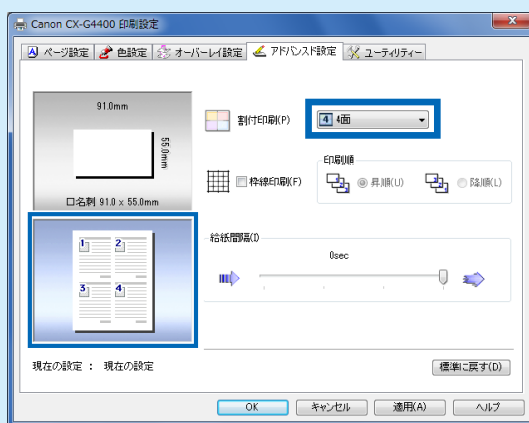 Canon CX-G4400 印刷設定
ページ設定 色設定 オーバーレイ設定 アドバンスド設定 ユーティリティー
91.0mm
55.0mm
口名刺 91.0 x 55.0mm
割付印刷(P)
4 4面
枠線印刷(F)
印刷順
昇順(U)
降順(L)
1 2
3 4
給紙間隔(I)
0sec
現在の設定 : 現在の設定
標準に戻す(D)
OK キャンセル 適用(A) ヘルプ